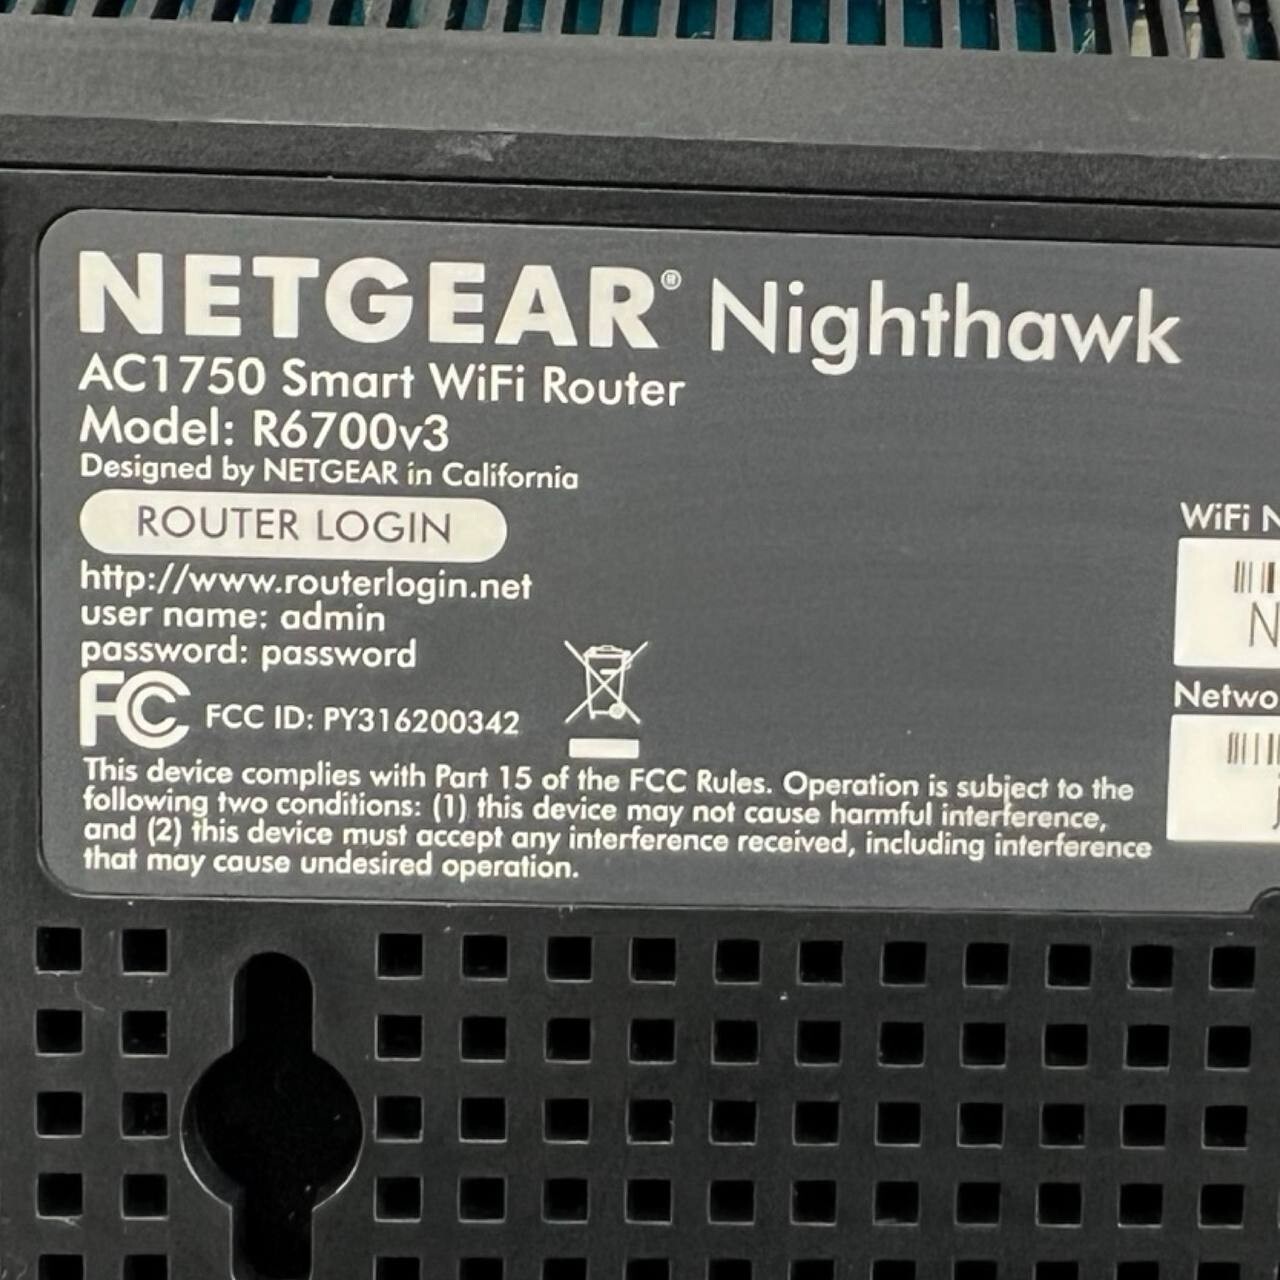 NETGEAR® Nighthawk
AC1750 Smart WiFi Router
Model: R6700v3
Designed by NETGEAR in California
ROUTER LOGIN
http://www.routerlogin.net
user name: admin
password: password
FC FCC ID: PY316200342
This device complies with Part 15 of the FCC Rules. Operation is subject to the
following two conditions: (1) this device may not cause harmful interference,
and (2) this device must accept any interference received, including interference
that may cause undesired operation.
WiFi N
N
Netwo